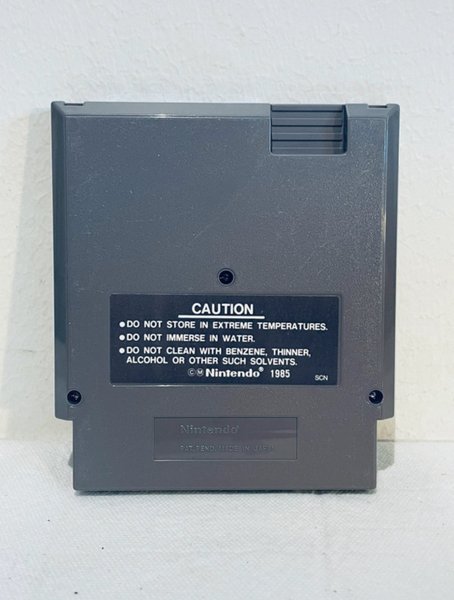 CAUTION
●DO NOT STORE IN EXTREME TEMPERATURES.
●DO NOT IMMERSE IN WATER.
●DO NOT CLEAN WITH BENZENE, THINNER,
ALCOHOL OR OTHER SUCH SOLVENTS.
©Ⓜ Nintendo® 1985
SCN
Nintendo®
PAT. PEND. MADE IN JAPAN